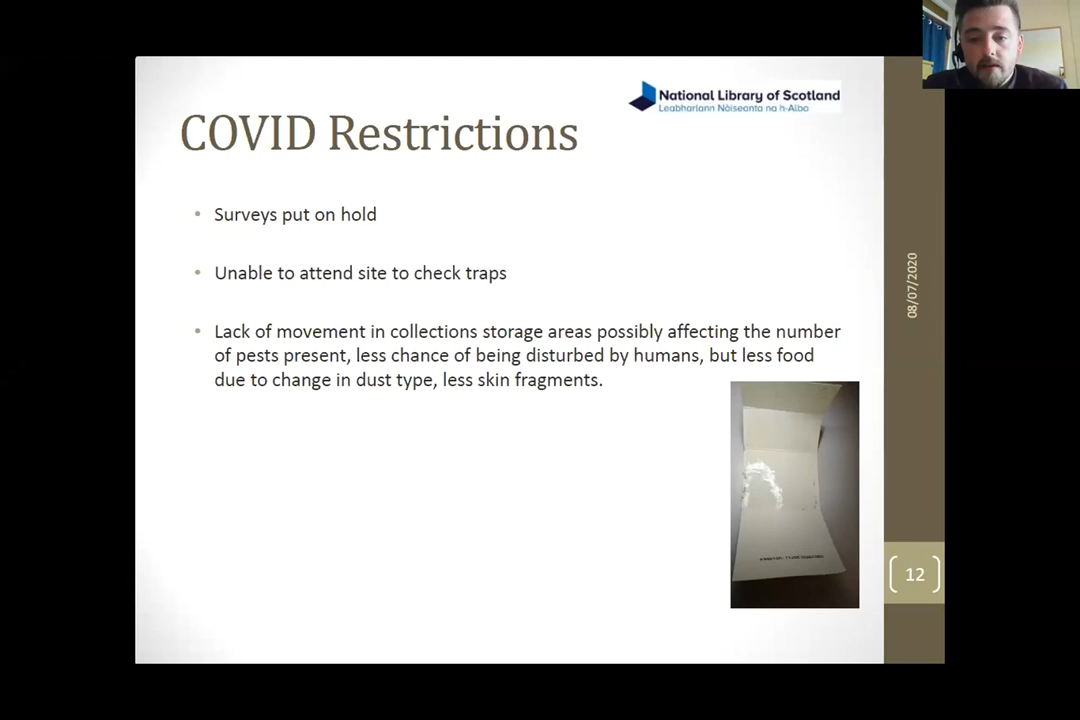 National Library of Scotland
Leabharlann Nàiseanta na h-Alba
COVID Restrictions
• Surveys put on hold
• Unable to attend site to check traps
• Lack of movement in collections storage areas possibly affecting the number
of pests present, less chance of being disturbed by humans, but less food
due to change in dust type, less skin fragments.
08/07/2020
12